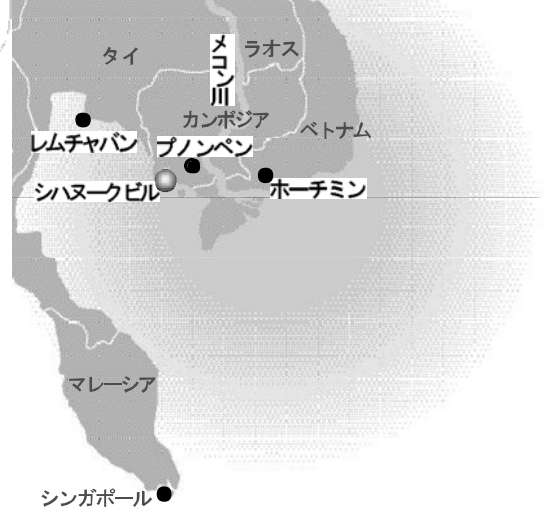 タイ
メコン川
ラオス
カンボジア
ベトナム
レムチャバン
プノンペン
シハヌークビル
ホーチミン
マレーシア
シンガポール